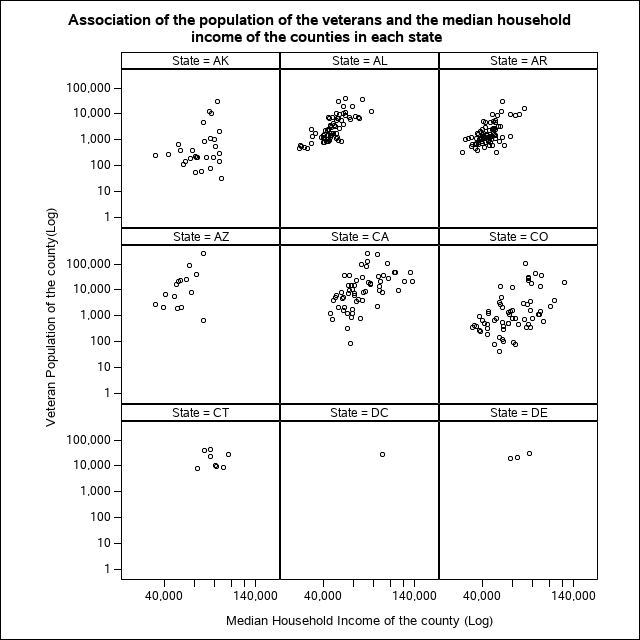 Association of the population of the veterans and the median household
income of the counties in each state
State = AK
State = AL
State = AR
100,000
10,000
1,000
100
10
1
State = AZ
State = CA
State = CO
100,000
10,000
1,000
100
10
1
State = CT
State = DC
State = DE
100,000
10,000
1,000
100
10
1
Veteran Population of the county(Log)
40,000
140,000
40,000
140,000
40,000
140,000
Median Household Income of the county (Log)